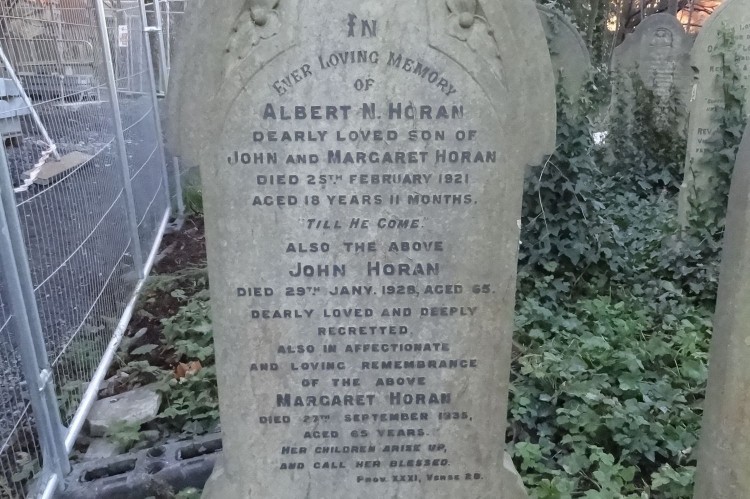 IN
EVER LOVING MEMORY
OF
ALBERT N. HORAN
DEARLY LOVED SON OF
JOHN AND MARGARET HORAN
DIED 25TH FEBRUARY 1921
AGED 18 YEARS 11 MONTHS.
"TILL HE COME."
ALSO THE ABOVE
JOHN HORAN
DIED 29TH JANY. 1928, AGED 65.
DEARLY LOVED AND DEEPLY
REGRETTED.
ALSO IN AFFECTIONATE
AND LOVING REMEMBRANCE
OF THE ABOVE
MARGARET HORAN
DIED 27TH SEPTEMBER 1935,
AGED 65 YEARS.
HER CHILDREN ARISE UP,
AND CALL HER BLESSED.
PROV. XXXI, VERSE 28.